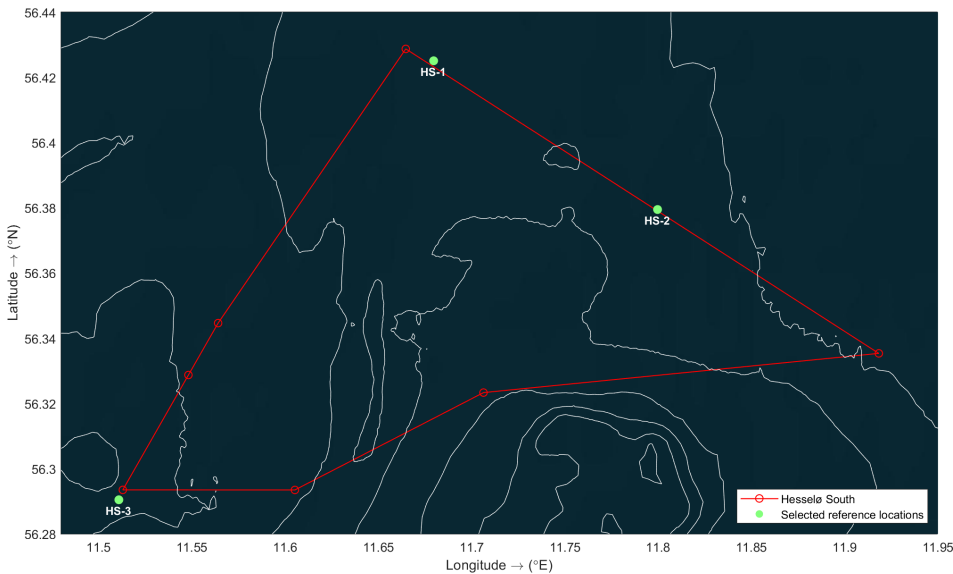 56.44
56.42
56.4
56.38
56.36
56.34
56.32
56.3
56.28
Latitude → (°N)
HS-1
HS-2
HS-3
Hesselø South
Selected reference locations
11.5
11.55
11.6
11.65
11.7
11.75
11.8
11.85
11.9
11.95
Longitude → (°E)